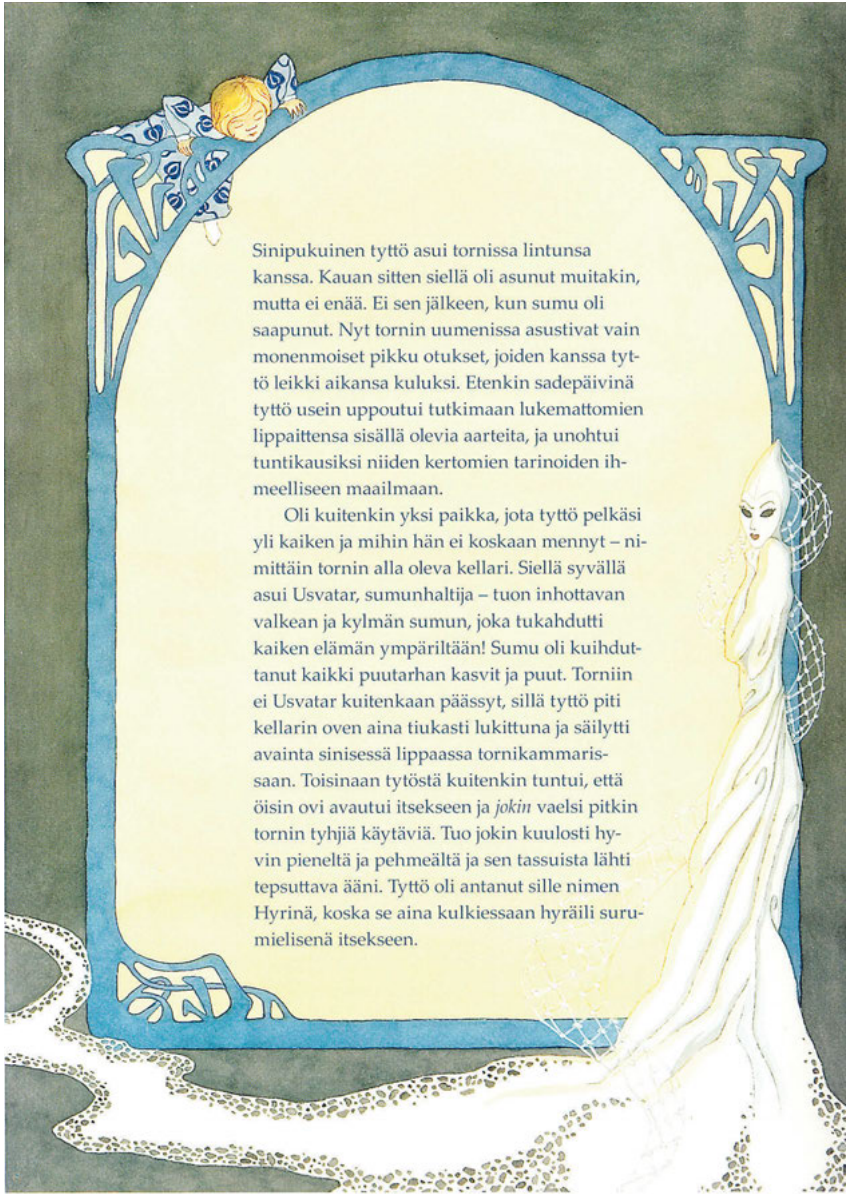 Sinipukuinen tyttö asui tornissa lintunsa
kanssa. Kauan sitten siellä oli asunut muitakin,
mutta ei enää. Ei sen jälkeen, kun sumu oli
saapunut. Nyt tornin uumenissa asustivat vain
monenmoiset pikku otukset, joiden kanssa tyt-
tö leikki aikansa kuluksi. Etenkin sadepäivinä
tyttö usein uppoutui tutkimaan lukemattomien
lippaittensa sisällä olevia aarteita, ja unohtui
tuntikausiksi niiden kertomien tarinoiden ih-
meelliseen maailmaan.
Oli kuitenkin yksi paikka, jota tyttö pelkäsi
yli kaiken ja mihin hän ei koskaan mennyt – ni-
mittäin tornin alla oleva kellari. Siellä syvällä
asui Usvatar, sumunhaltija – tuon inhottavan
valkean ja kylmän sumun, joka tukahdutti
kaiken elämän ympäriltään! Sumu oli kuihdut-
tanut kaikki puutarhan kasvit ja puut. Torniin
ei Usvatar kuitenkaan päässyt, sillä tyttö piti
kellarin oven aina tiukasti lukittuna ja säilytti
avainta sinisessä lippaassa tornikammaris-
saan. Toisinaan tytöstä kuitenkin tuntui, että
öisin ovi avautui itsekseen ja jokin vaelsi pitkin
tornin tyhjiä käytäviä. Tuo jokin kuulosti hy-
vin pieneltä ja pehmeältä ja sen tassuista lähti
tepsuttava ääni. Tyttö oli antanut sille nimen
Hyrinä, koska se aina kulkiessaan hyräili suru-
mielisenä itsekseen.